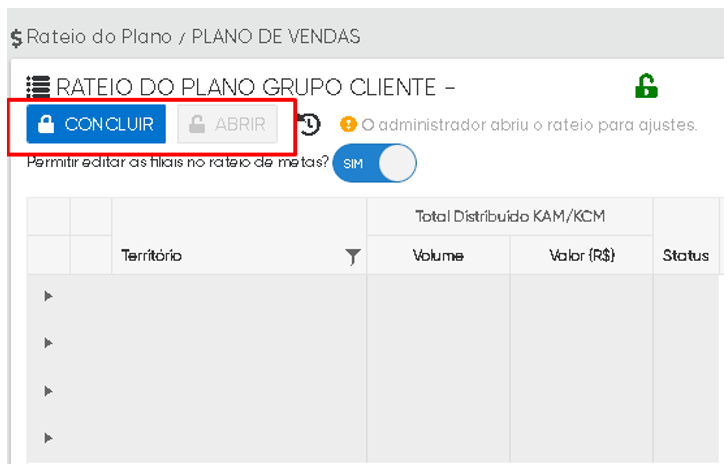 $ Rateio do Plano / PLANO DE VENDAS
RATEIO DO PLANO GRUPO CLIENTE -
CONCLUIR ABRIR O administrador abriu o rateio para ajustes.
Permitir editar as filiais no rateio de metas? SIM
Total Distribuído KAM/KCM
Território Volume Valor (R$) Status